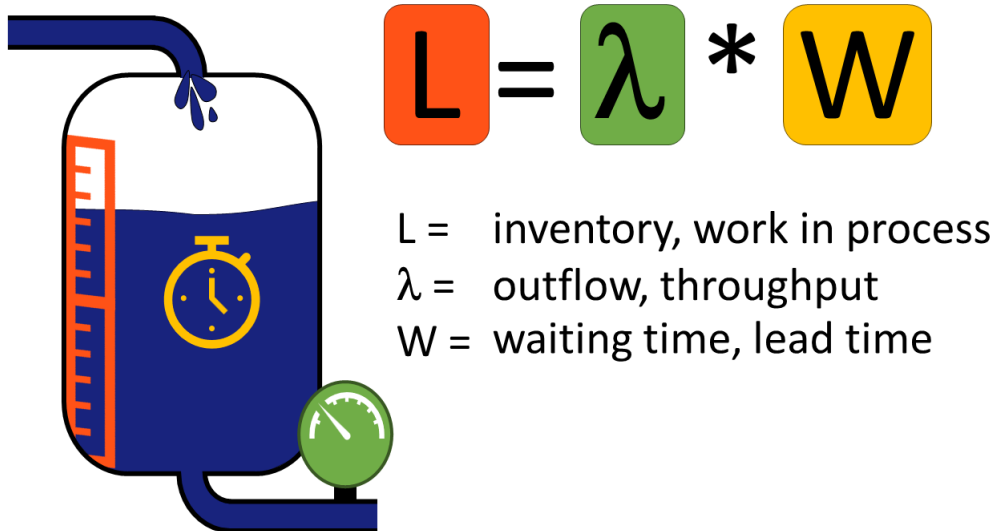 L = λ * W
L = inventory, work in process
λ = outflow, throughput
W = waiting time, lead time